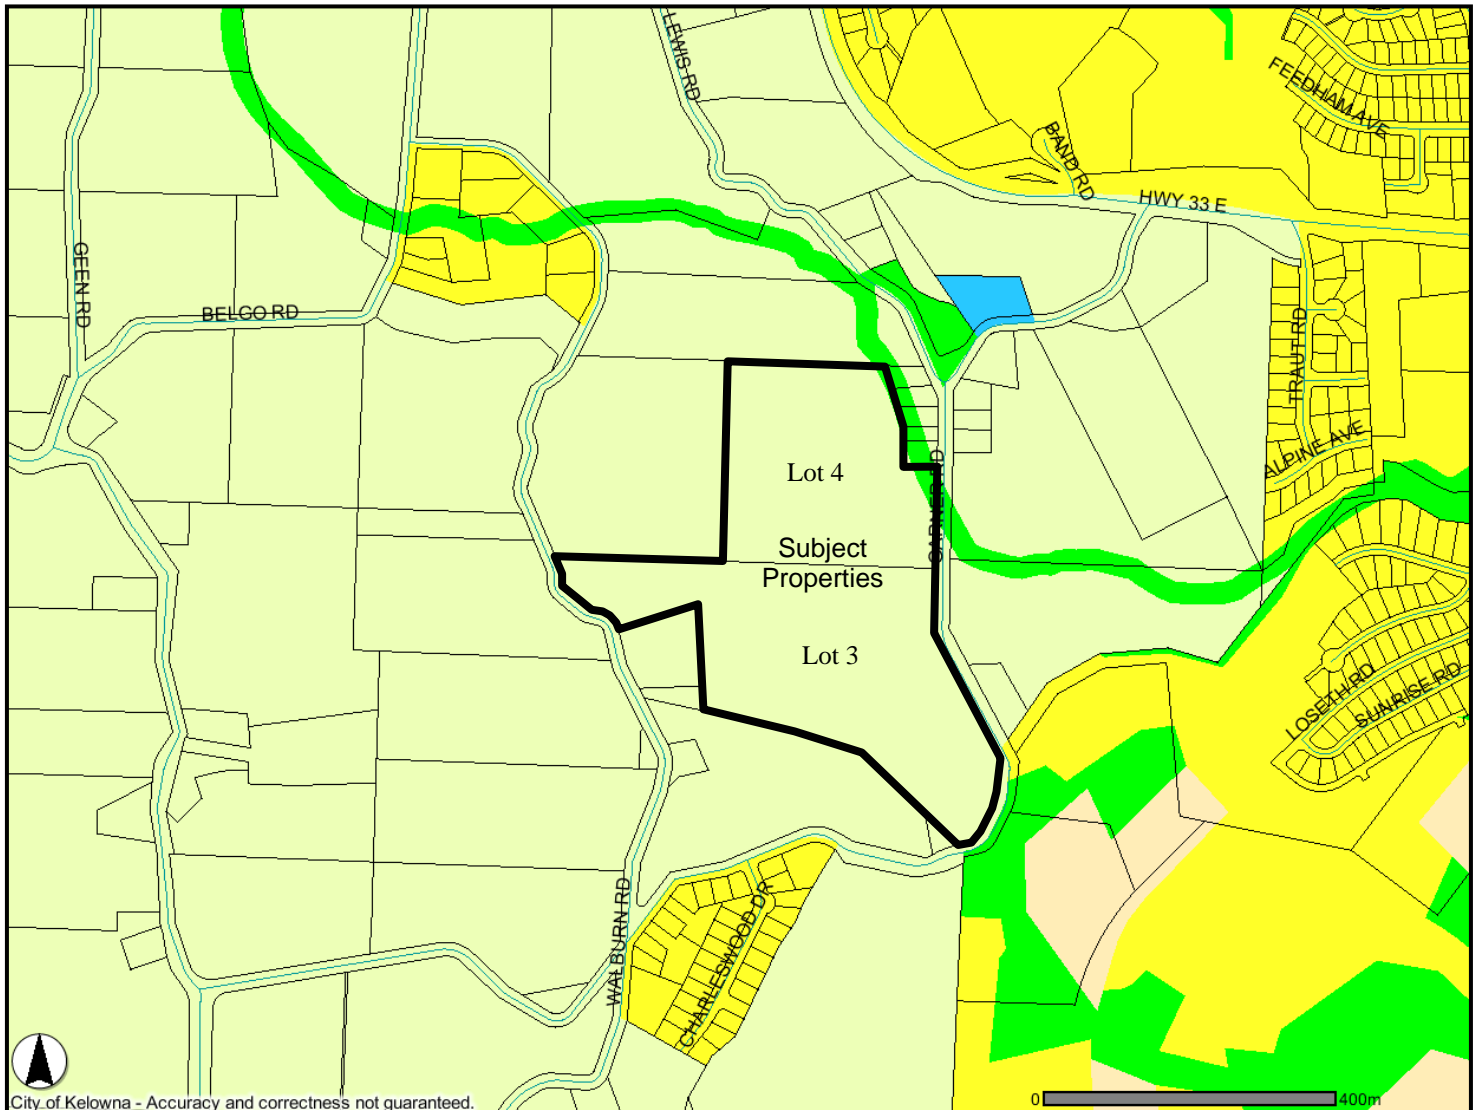 LEWIS RD
FEEDHAM AVE
BAND RD
HWY 33 E
GEEN RD
BELGO RD
TRAUT RD
ALPINE AVE
GARNER RD
Lot 4
Subject
Properties
Lot 3
LOSETH RD
SUNRISE RD
WALBURN RD
CHARLESWOOD DR
City of Kelowna - Accuracy and correctness not guaranteed.
0 400m